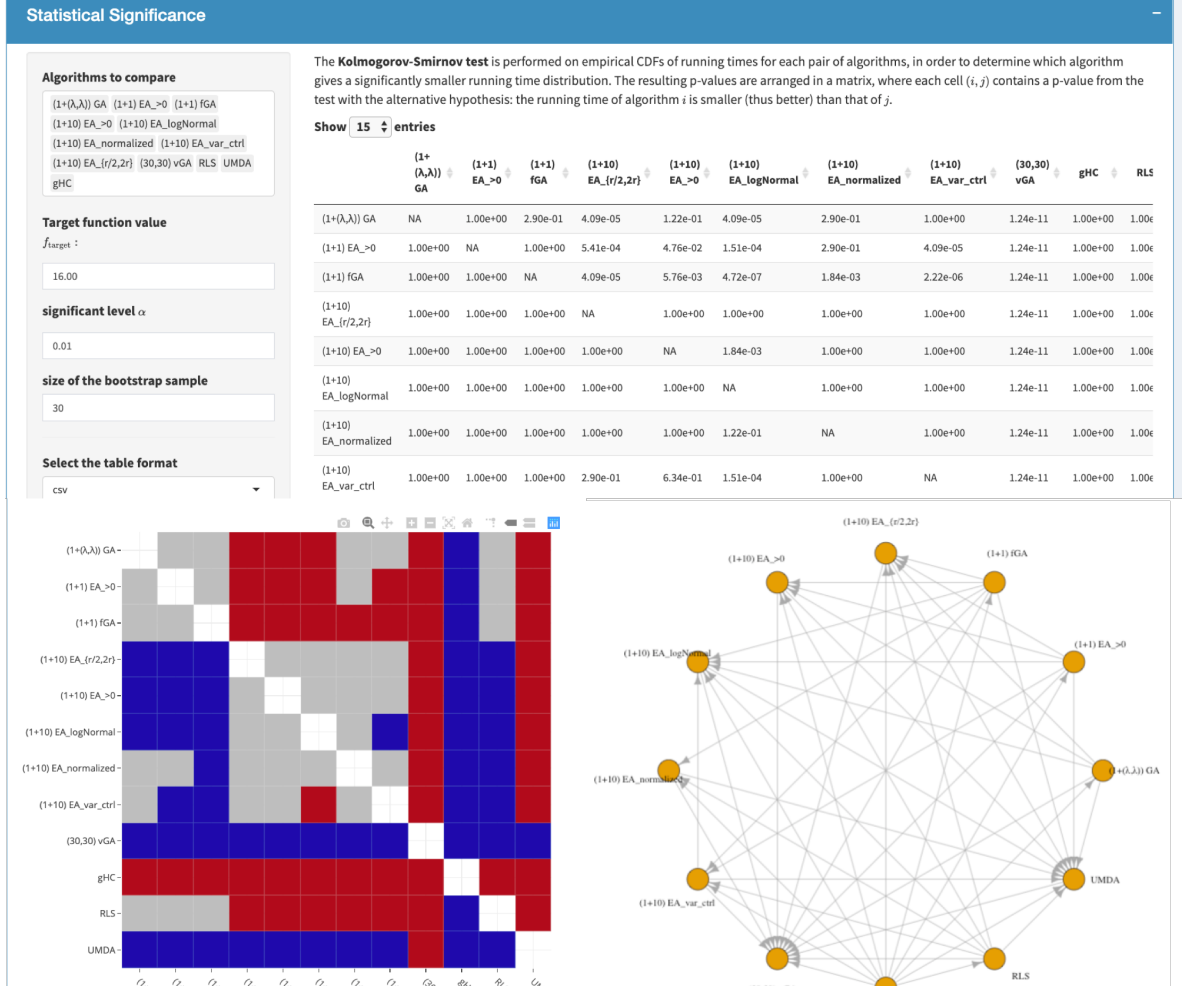 Statistical Significance
−
Algorithms to compare
(1+(λ,λ)) GA (1+1) EA_>0 (1+1) fGA
(1+10) EA_>0 (1+10) EA_logNormal
(1+10) EA_normalized (1+10) EA_var_ctrl
(1+10) EA_{r/2,2r} (30,30) vGA RLS UMDA
gHC
Target function value
f_target :
16.00
significant level α
0.01
size of the bootstrap sample
30
Select the table format
csv
The Kolmogorov-Smirnov test is performed on empirical CDFs of running times for each pair of algorithms, in order to determine which algorithm
gives a significantly smaller running time distribution. The resulting p-values are arranged in a matrix, where each cell (i, j) contains a p-value from the
test with the alternative hypothesis: the running time of algorithm i is smaller (thus better) than that of j.
Show 15 entries
(1+(λ,λ)) GA (1+1) EA_>0 (1+1) fGA (1+10) EA_{r/2,2r} (1+10) EA_>0 (1+10) EA_logNormal (1+10) EA_normalized (1+10) EA_var_ctrl (30,30) vGA gHC RLS
(1+(λ,λ)) GA NA 1.00e+00 2.90e-01 4.09e-05 1.22e-01 4.09e-05 2.90e-01 1.00e+00 1.24e-11 1.00e+00 1.00e
(1+1) EA_>0 1.00e+00 NA 1.00e+00 5.41e-04 4.76e-02 1.51e-04 2.90e-01 4.09e-05 1.24e-11 1.00e+00 1.00e
(1+1) fGA 1.00e+00 1.00e+00 NA 4.09e-05 5.76e-03 4.72e-07 1.84e-03 2.22e-06 1.24e-11 1.00e+00 1.00e
(1+10)
EA_{r/2,2r} 1.00e+00 1.00e+00 1.00e+00 NA 1.00e+00 1.00e+00 1.00e+00 1.00e+00 1.24e-11 1.00e+00 1.00e
(1+10) EA_>0 1.00e+00 1.00e+00 1.00e+00 1.00e+00 NA 1.84e-03 1.00e+00 1.00e+00 1.24e-11 1.00e+00 1.00e
(1+10)
EA_logNormal 1.00e+00 1.00e+00 1.00e+00 1.00e+00 1.00e+00 NA 1.00e+00 1.00e+00 1.24e-11 1.00e+00 1.00e
(1+10)
EA_normalized 1.00e+00 1.00e+00 1.00e+00 1.00e+00 1.00e+00 1.22e-01 NA 1.00e+00 1.24e-11 1.00e+00 1.00e
(1+10)
EA_var_ctrl 1.00e+00 1.00e+00 1.00e+00 2.90e-01 6.34e-01 1.51e-04 1.00e+00 NA 1.24e-11 1.00e+00 1.00e
(1+(λ,λ)) GA
(1+1) EA_>0
(1+1) fGA
(1+10) EA_{r/2,2r}
(1+10) EA_>0
(1+10) EA_logNormal
(1+10) EA_normalized
(1+10) EA_var_ctrl
(30,30) vGA
gHC
RLS
UMDA
(1+10) EA_{r/2,2r}
(1+10) EA_>0
(1+1) fGA
(1+10) EA_logNormal
(1+1) EA_>0
(1+10) EA_normalized
(1+(λ,λ)) GA
UMDA
(1+10) EA_var_ctrl
RLS